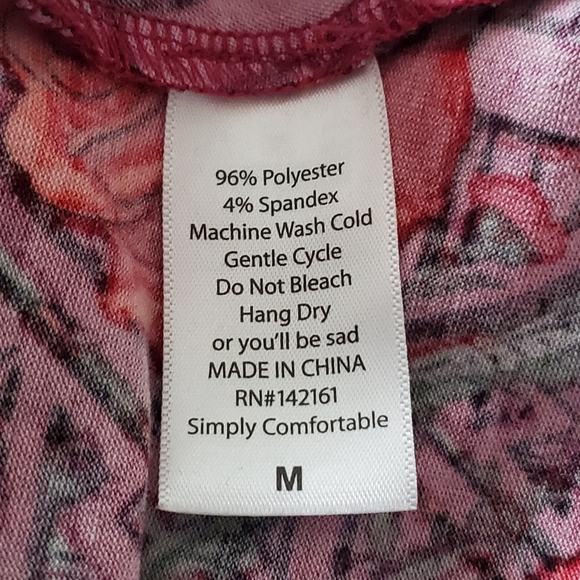 96% Polyester
4% Spandex
Machine Wash Cold
Gentle Cycle
Do Not Bleach
Hang Dry
or you'll be sad
MADE IN CHINA
RN#142161
Simply Comfortable
M